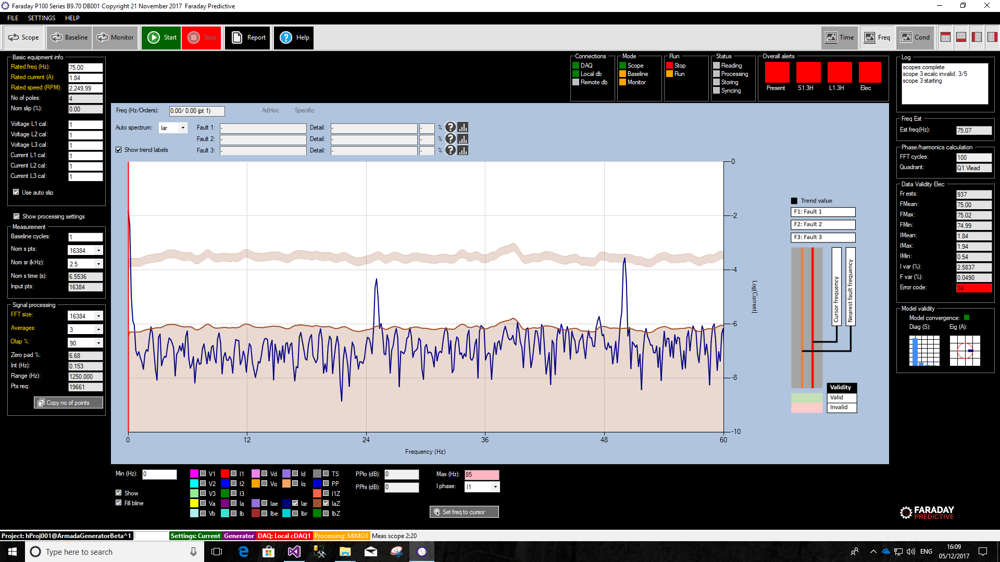 Faraday P100 Series B9.70 DB001 Copyright 21 November 2017 Faraday Predictive
FILE SETTINGS HELP
Scope Baseline Monitor Start Stop Report Help Time Freq Cond
Basic equipment info
Rated freq (Hz): 75.00
Rated current (A): 1.84
Rated speed (RPM): 2,249.99
No of poles: 4
Nom slip (%): 0.00
Voltage L1 cal: 1
Voltage L2 cal: 1
Voltage L3 cal: 1
Current L1 cal: 1
Current L2 cal: 1
Current L3 cal: 1
Use auto slip
Show processing settings
Measurement
Baseline cycles: 1
Nom s pts: 16384
Nom sr (kHz): 2.5
Nom s time (s): 6.5536
Input pts: 16384
Signal processing
FFT size: 16384
Averages: 3
Olap %: 90
Zero pad %: 6.68
Int (Hz): 0.153
Range (Hz): 1250.000
Pts req: 19661
Copy no of points
Connections
DAQ
Local db
Remote db
Mode
Scope
Baseline
Monitor
Run
Stop
Run
Status
Reading
Processing
Storing
Syncing
Overall alerts
Present S1.3H L1.3H Elec
Freq (Hz/Orders): 0.00/ 0.00 (pt 1) AdHoc Specific
Auto spectrum: Iar Fault 1: - Detail: - - % ?
Fault 2: - Detail: - - % ?
Show trend labels Fault 3: - Detail: - - % ?
-0
-2
-4
-6
-8
-10
Log(Current)
0 12 24 36 48 60
Frequency (Hz)
Trend value
F1: Fault 1
F2: Fault 2
F3: Fault 3
Cursor frequency
Nearest fault frequency
Validity
Valid
Invalid
Log
scopes complete
scope 3 ecalc invalid: 3/5
scope 3 starting
Freq Est
Est freq(Hz): 75.07
Phase/harmonics calculation
FFT cycles: 100
Quadrant: Q1 Vlead
Data Validity Elec
Fr ests: 937
FMean: 75.00
FMax: 75.02
FMin: 74.99
IMean: 1.84
IMax: 1.94
IMin: 0.54
I var (%): 2.5837
F var (%): 0.0490
Error code: 34
Model validity
Model convergence:
Diag (S): Eig (A):
Min (Hz): 0
Show
Fill bline
V1 I1 Vd Id TS
V2 I2 Vq Iq PP
V3 I3 I1Z
Va Ia Iae Iar IaZ
Vb Ib Ibe Ibr IbZ
PPlo (dB): 0
PPhi (dB): 0
Max (Hz): 85
I phase: I1
Set freq to cursor
FARADAY
PREDICTIVE
Project: hProj001@ArmadaGeneratorBeta^1 Settings: Current Generator DAQ: Local cDAQ1 Processing: MIMO3 Meas scope 2:20
Type here to search
ENG
16:09
05/12/2017